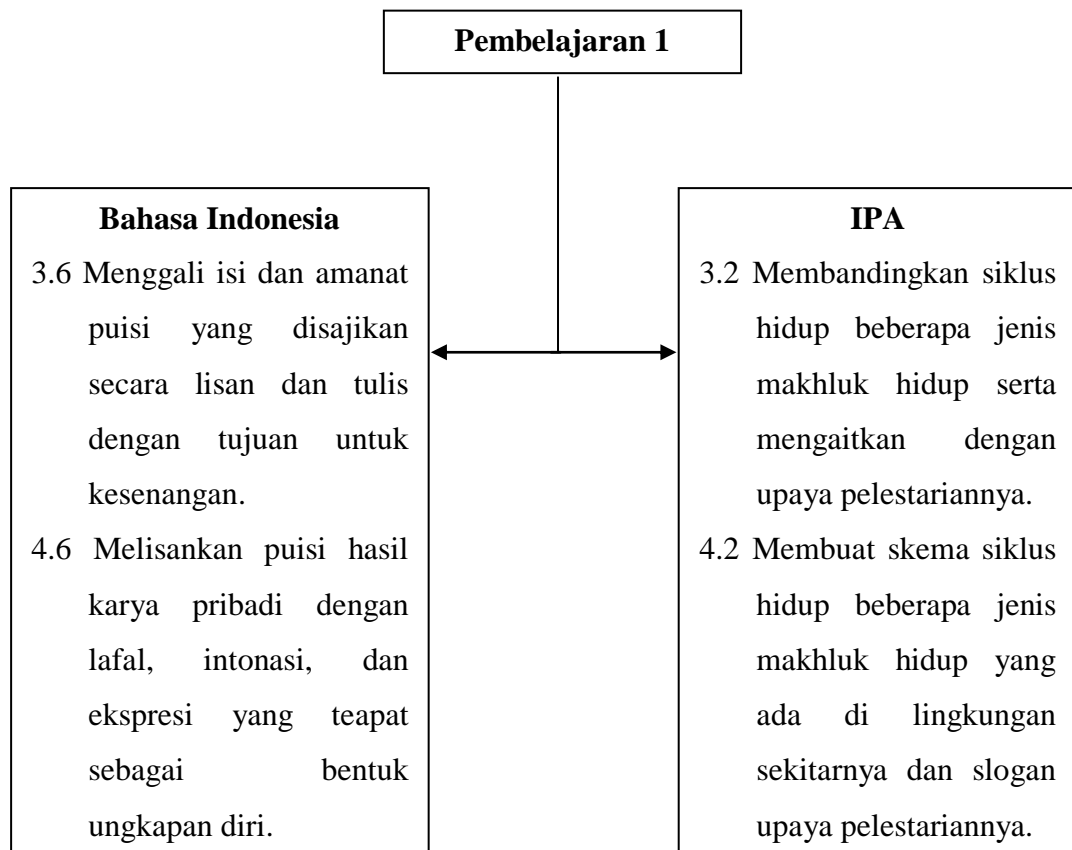 Pembelajaran 1
Bahasa Indonesia
3.6 Menggali isi dan amanat
puisi yang disajikan
secara lisan dan tulis
dengan tujuan untuk
kesenangan.
4.6 Melisankan puisi hasil
karya pribadi dengan
lafal, intonasi, dan
ekspresi yang teapat
sebagai bentuk
ungkapan diri.
IPA
3.2 Membandingkan siklus
hidup beberapa jenis
makhluk hidup serta
mengaitkan dengan
upaya pelestariannya.
4.2 Membuat skema siklus
hidup beberapa jenis
makhluk hidup yang
ada di lingkungan
sekitarnya dan slogan
upaya pelestariannya.